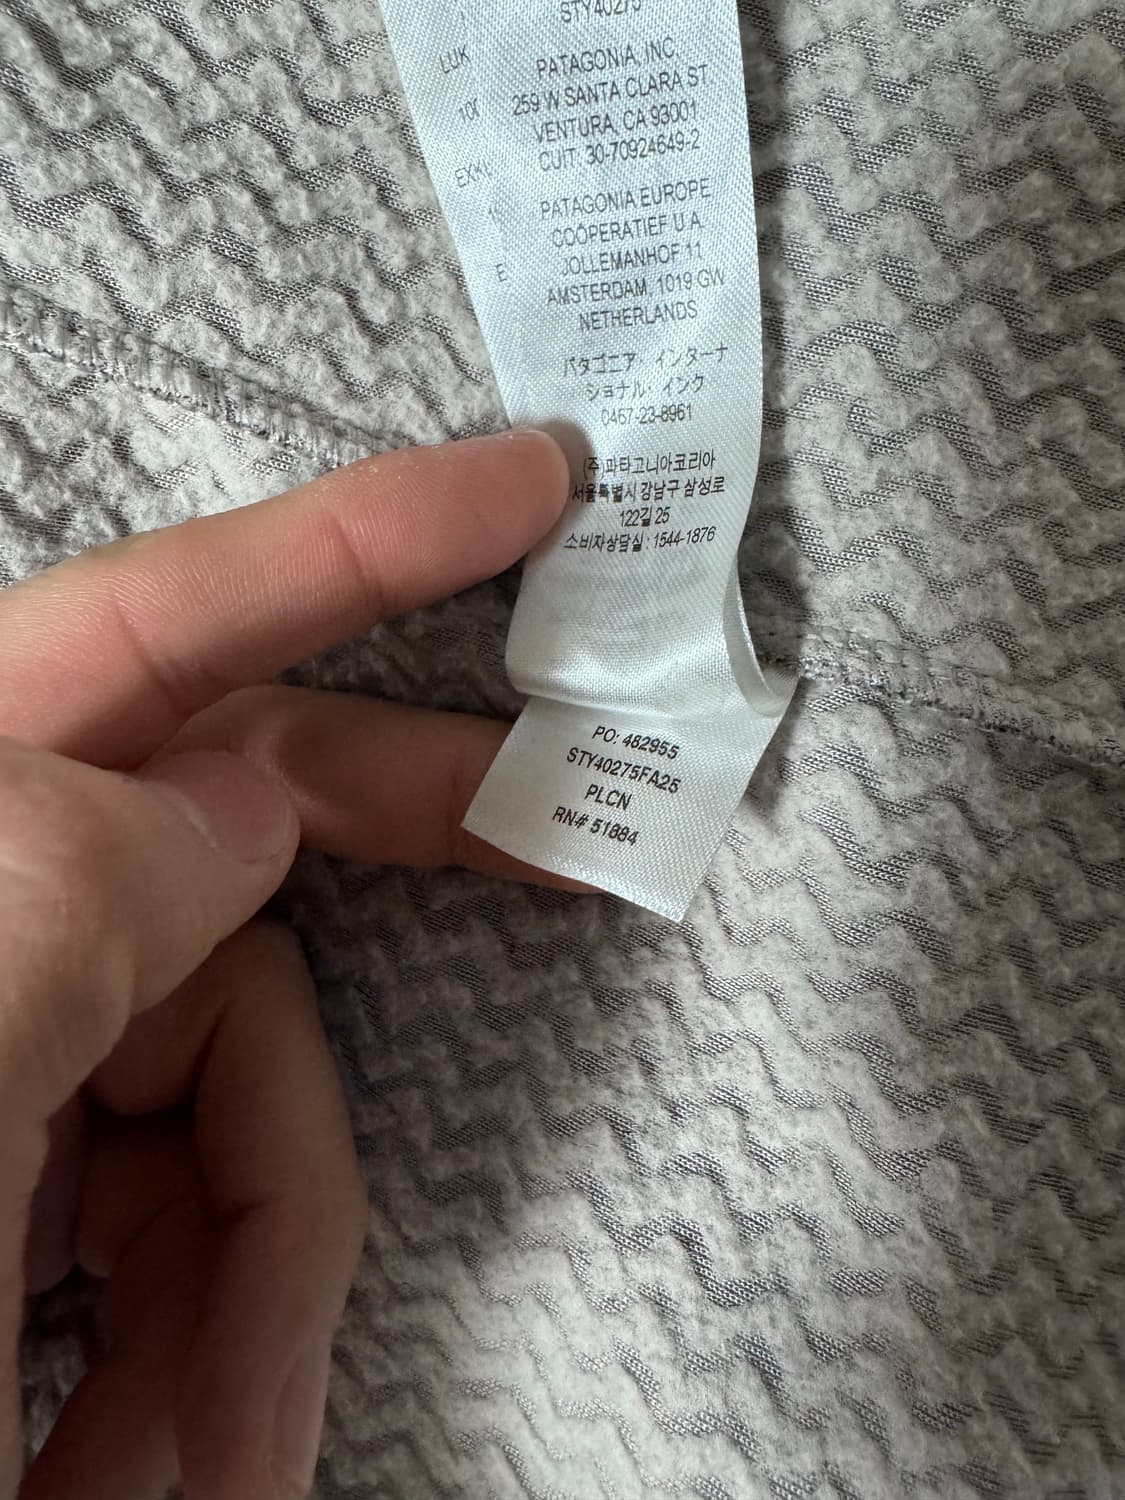 STY40275
PATAGONIA, INC.
259 W SANTA CLARA ST
VENTURA, CA 93001
CUIT. 30-70924649-2
PATAGONIA EUROPE
COÖPERATIEF U.A.
JOLLEMANHOF 11
AMSTERDAM, 1019 GW
NETHERLANDS
パタゴニア・インターナ
ショナル・インク
0467-23-8961
(주)파타고니아코리아
서울특별시 강남구 삼성로
122길 25
소비자상담실 : 1544-1876
PO: 482955
STY40275FA25
PLCN
RN# 51884
LUK